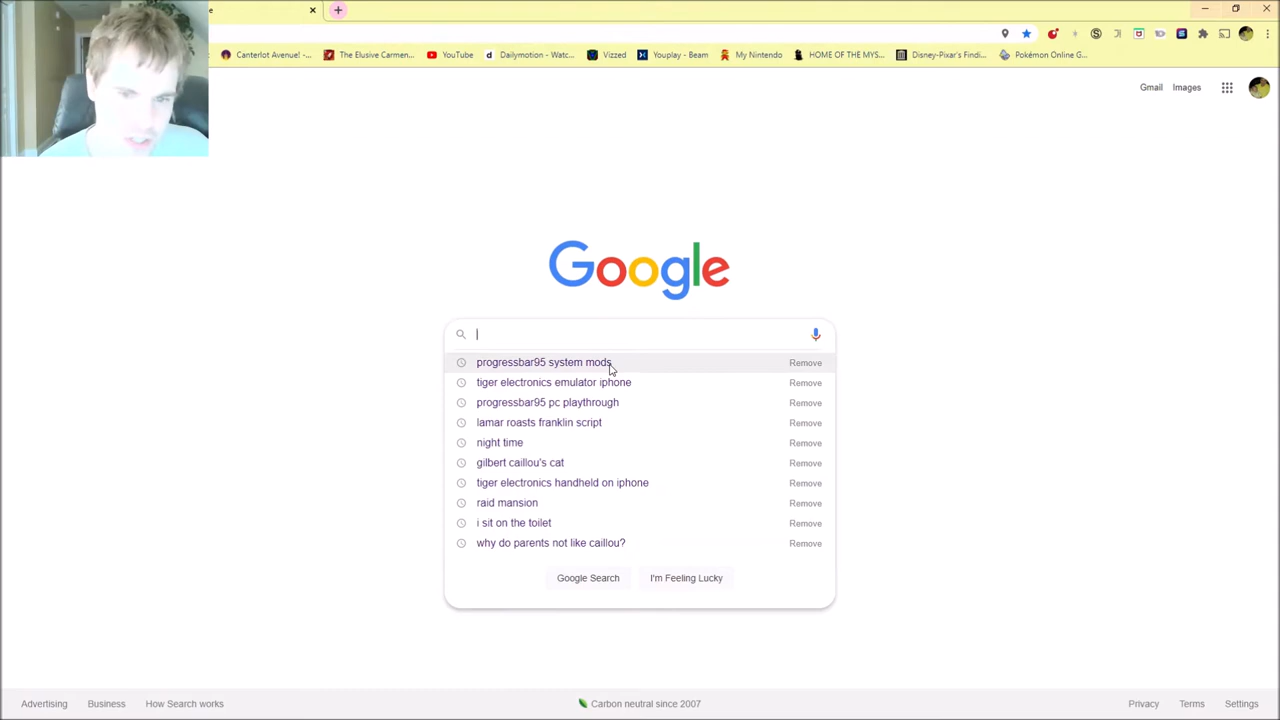 e
Canterlot Avenue! -...
The Elusive Carmen...
YouTube
Dailymotion - Watc...
Vizzed
Youplay - Beam
My Nintendo
HOME OF THE MYS...
Disney-Pixar's Findi...
Pokémon Online G...
Gmail
Images
Google
progressbar95 system mods
Remove
tiger electronics emulator iphone
Remove
progressbar95 pc playthrough
Remove
lamar roasts franklin script
Remove
night time
Remove
gilbert caillou's cat
Remove
tiger electronics handheld on iphone
Remove
raid mansion
Remove
i sit on the toilet
Remove
why do parents not like caillou?
Remove
Google Search
I'm Feeling Lucky
Advertising
Business
How Search works
Carbon neutral since 2007
Privacy
Terms
Settings